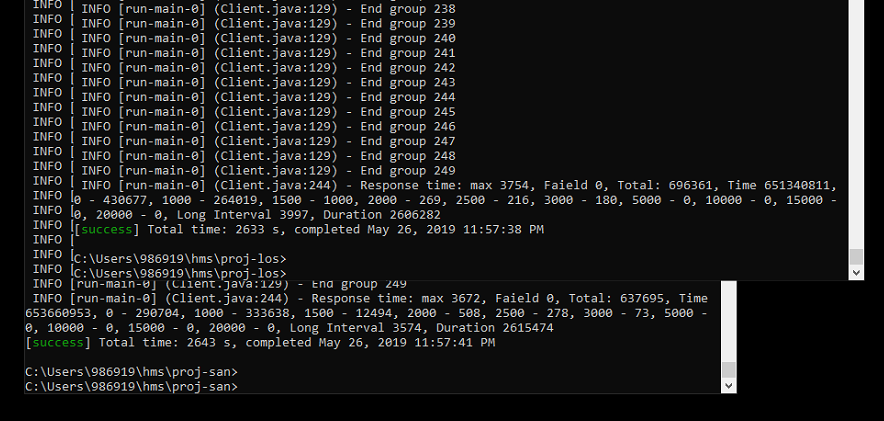 INFO [ INFO [run-main-0] (Client.java:129) - End group 238
INFO [ INFO [run-main-0] (Client.java:129) - End group 239
INFO [ INFO [run-main-0] (Client.java:129) - End group 240
INFO [ INFO [run-main-0] (Client.java:129) - End group 241
INFO [ INFO [run-main-0] (Client.java:129) - End group 242
INFO [ INFO [run-main-0] (Client.java:129) - End group 243
INFO [ INFO [run-main-0] (Client.java:129) - End group 244
INFO [ INFO [run-main-0] (Client.java:129) - End group 245
INFO [ INFO [run-main-0] (Client.java:129) - End group 246
INFO [ INFO [run-main-0] (Client.java:129) - End group 247
INFO [ INFO [run-main-0] (Client.java:129) - End group 248
INFO [ INFO [run-main-0] (Client.java:129) - End group 249
INFO [ INFO [run-main-0] (Client.java:244) - Response time: max 3754, Faield 0, Total: 696361, Time 651340811,
INFO [ 0 - 430677, 1000 - 264019, 1500 - 1000, 2000 - 269, 2500 - 216, 3000 - 180, 5000 - 0, 10000 - 0, 15000 -
INFO [ 0, 20000 - 0, Long Interval 3997, Duration 2606282
INFO [success] Total time: 2633 s, completed May 26, 2019 11:57:38 PM
INFO [
INFO C:\Users\986919\hms\proj-los>
INFO C:\Users\986919\hms\proj-los>
INFO [run-main-0] (Client.java:129) - End group 249
INFO [run-main-0] (Client.java:244) - Response time: max 3672, Faield 0, Total: 637695, Time
653660953, 0 - 290704, 1000 - 333638, 1500 - 12494, 2000 - 508, 2500 - 278, 3000 - 73, 5000 -
0, 10000 - 0, 15000 - 0, 20000 - 0, Long Interval 3574, Duration 2615474
[success] Total time: 2643 s, completed May 26, 2019 11:57:41 PM
C:\Users\986919\hms\proj-san>
C:\Users\986919\hms\proj-san>